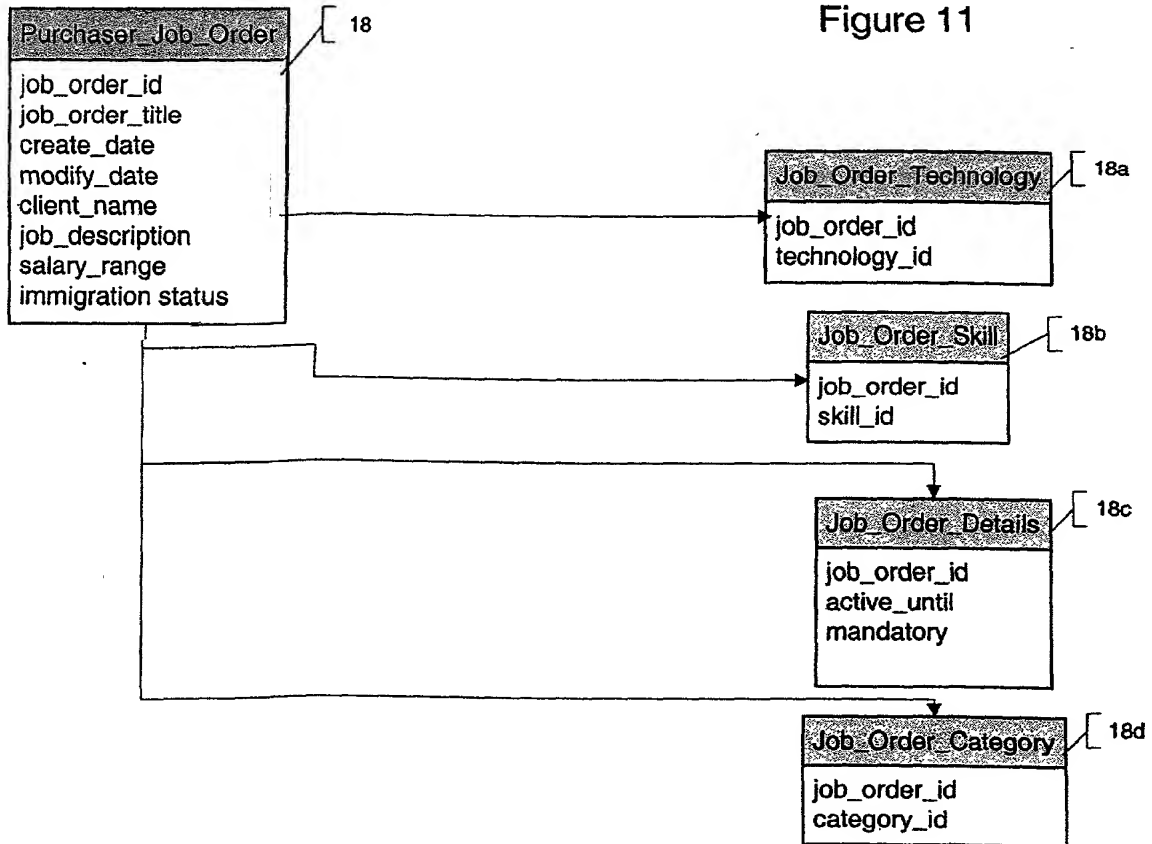 Figure 11
Purchaser_Job_Order
18
job_order_id
job_order_title
create_date
modify_date
client_name
job_description
salary_range
immigration status
Job_Order_Technology
18a
job_order_id
technology_id
Job_Order_Skill
18b
job_order_id
skill_id
Job_Order_Details
18c
job_order_id
active_until
mandatory
Job_Order_Category
18d
job_order_id
category_id